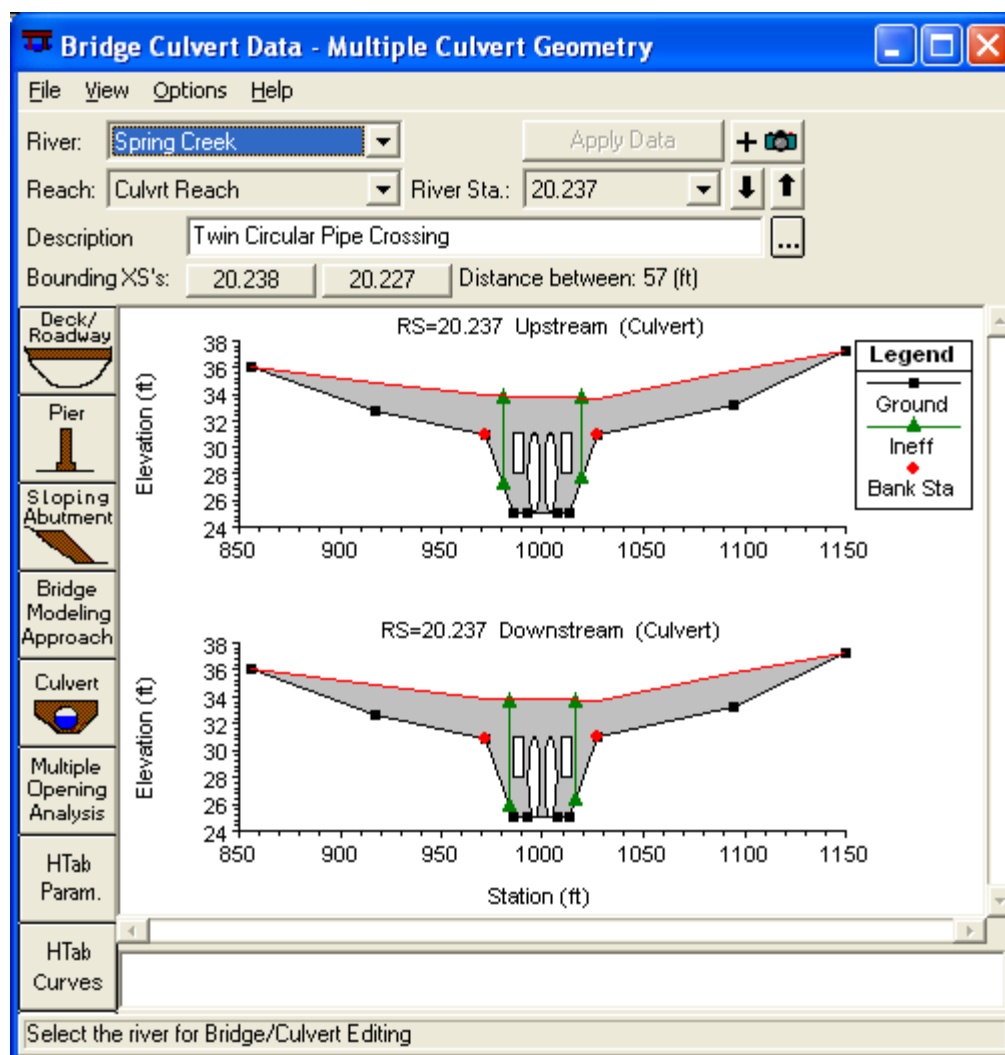 Bridge Culvert Data - Multiple Culvert Geometry
File View Options Help
River: Spring Creek Apply Data +
Reach: Culvrt Reach River Sta.: 20.237
Description Twin Circular Pipe Crossing ...
Bounding XS's: 20.238 20.227 Distance between: 57 (ft)
Deck/
Roadway
Pier
Sloping
Abutment
Bridge
Modeling
Approach
Culvert
Multiple
Opening
Analysis
HTab
Param.
HTab
Curves
RS=20.237 Upstream (Culvert)
38
36
34
32
30
28
26
24
Elevation (ft)
850 900 950 1000 1050 1100 1150
Legend
Ground
Ineff
Bank Sta
RS=20.237 Downstream (Culvert)
38
36
34
32
30
28
26
24
Elevation (ft)
850 900 950 1000 1050 1100 1150
Station (ft)
Select the river for Bridge/Culvert Editing